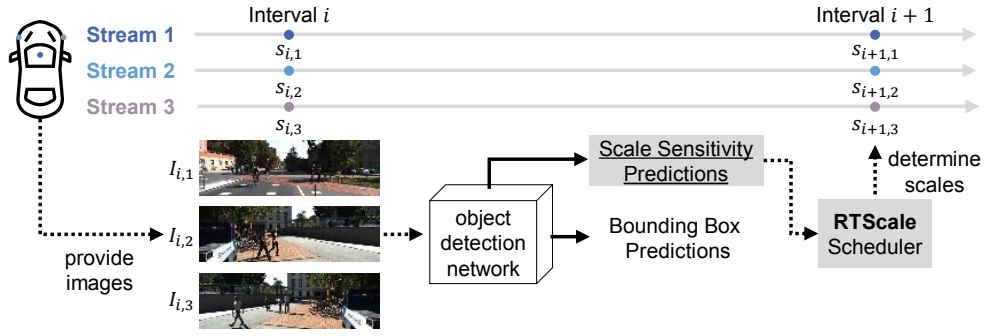 Interval i
Interval i + 1
Stream 1
s_{i,1}
s_{i+1,1}
Stream 2
s_{i,2}
s_{i+1,2}
Stream 3
s_{i,3}
s_{i+1,3}
provide
images
I_{i,1}
I_{i,2}
I_{i,3}
object
detection
network
Scale Sensitivity
Predictions
Bounding Box
Predictions
determine
scales
RTScale
Scheduler